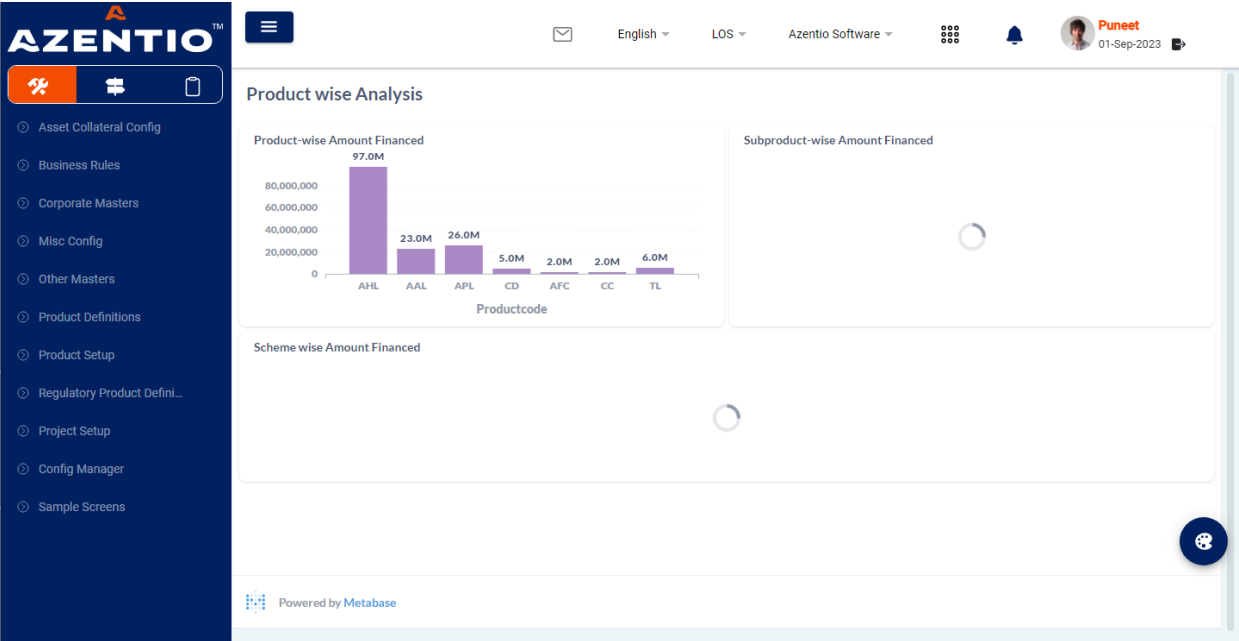 AZENTIO™
English
LOS
Azentio Software
Puneet
01-Sep-2023
Asset Collateral Config
Business Rules
Corporate Masters
Misc Config
Other Masters
Product Definitions
Product Setup
Regulatory Product Defini...
Project Setup
Config Manager
Sample Screens
Product wise Analysis
Product-wise Amount Financed
97.0M
80,000,000
60,000,000
40,000,000
20,000,000
0
23.0M
26.0M
5.0M
2.0M
2.0M
6.0M
AHL AAL APL CD AFC CC TL
Productcode
Subproduct-wise Amount Financed
Scheme wise Amount Financed
Powered by Metabase